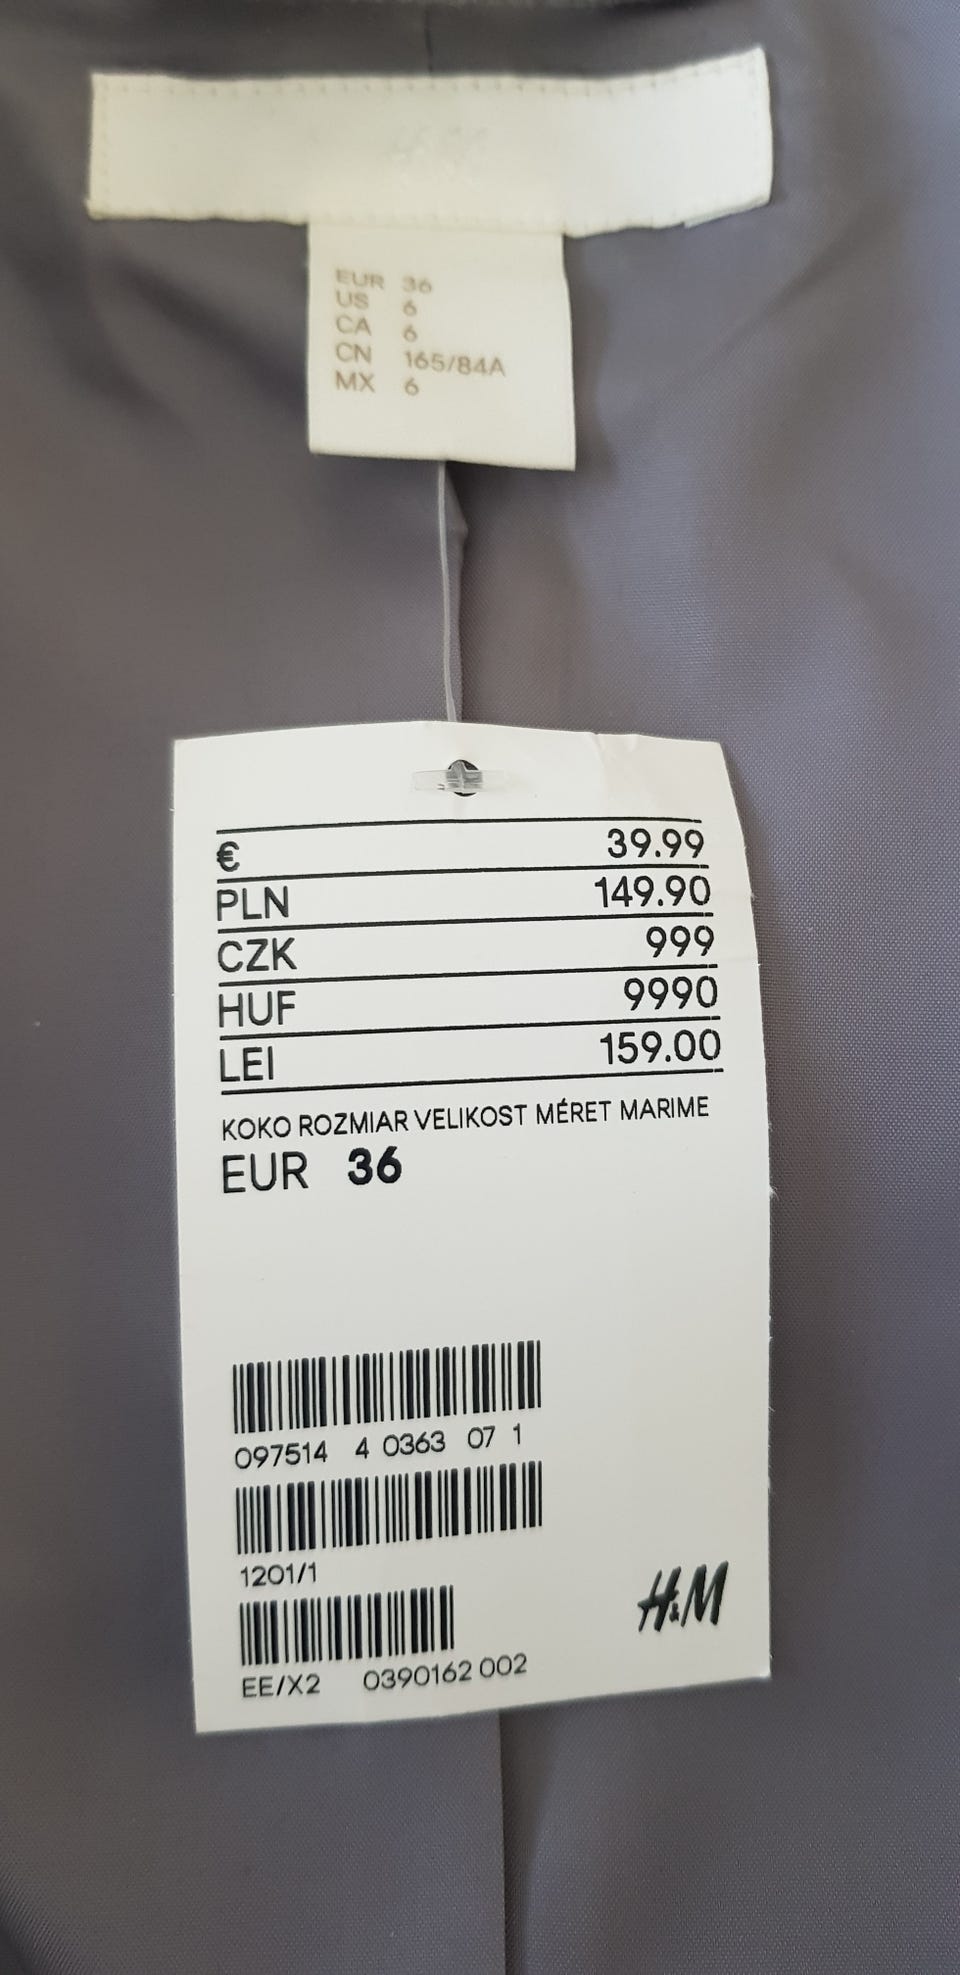 EUR 36
US 6
CA 6
CN 165/84A
MX 6
€ 39.99
PLN 149.90
CZK 999
HUF 9990
LEI 159.00
KOKO ROZMIAR VELIKOST MÉRET MARIME
EUR 36
097514 4 0363 07 1
1201/1
H&M
EE/X2 0390162 002